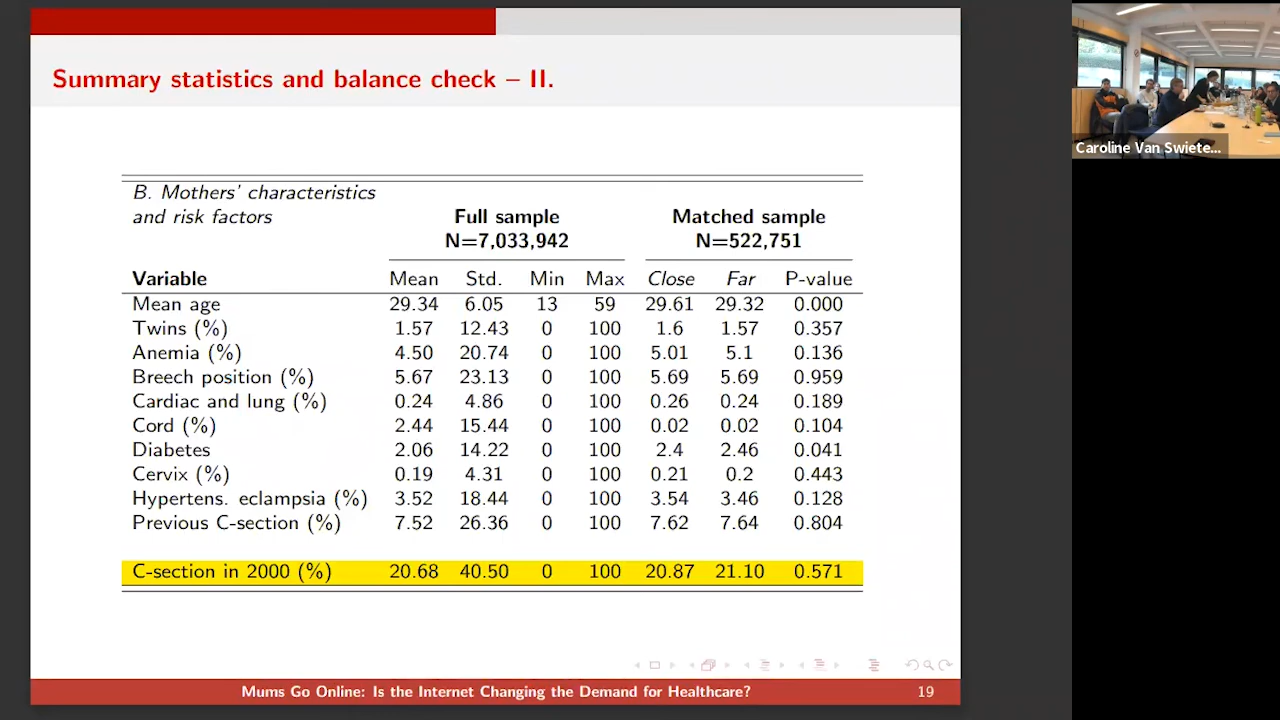 Summary statistics and balance check – II.
B. Mothers' characteristics
and risk factors Full sample Matched sample
N=7,033,942 N=522,751
Variable Mean Std. Min Max Close Far P-value
Mean age 29.34 6.05 13 59 29.61 29.32 0.000
Twins (%) 1.57 12.43 0 100 1.6 1.57 0.357
Anemia (%) 4.50 20.74 0 100 5.01 5.1 0.136
Breech position (%) 5.67 23.13 0 100 5.69 5.69 0.959
Cardiac and lung (%) 0.24 4.86 0 100 0.26 0.24 0.189
Cord (%) 2.44 15.44 0 100 0.02 0.02 0.104
Diabetes 2.06 14.22 0 100 2.4 2.46 0.041
Cervix (%) 0.19 4.31 0 100 0.21 0.2 0.443
Hypertens. eclampsia (%) 3.52 18.44 0 100 3.54 3.46 0.128
Previous C-section (%) 7.52 26.36 0 100 7.62 7.64 0.804
C-section in 2000 (%) 20.68 40.50 0 100 20.87 21.10 0.571
Mums Go Online: Is the Internet Changing the Demand for Healthcare? 19
Caroline Van Swiete...